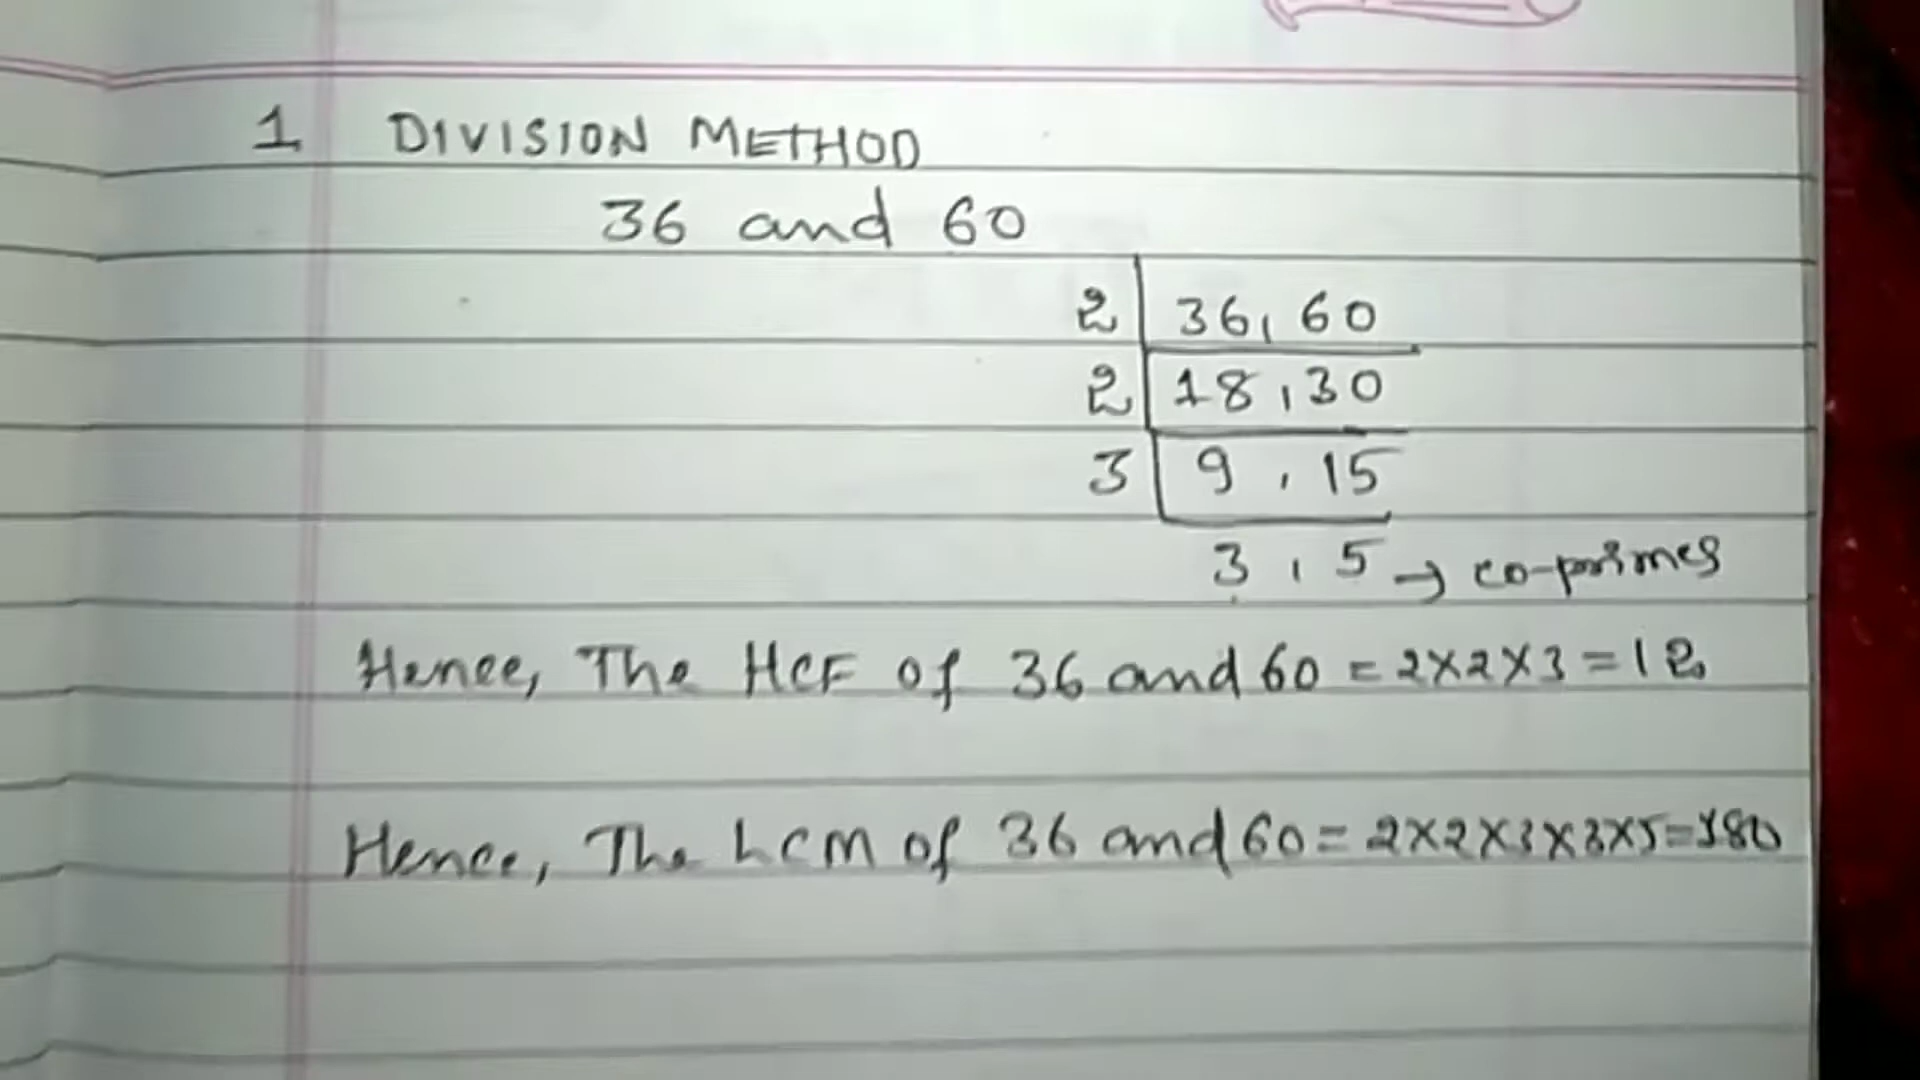 1 DIVISION METHOD
36 and 60
2 36, 60
2 18, 30
3 9, 15
3, 5 → co-primes
Hence, The HCF of 36 and 60 = 2×2×3 = 12
Hence, The LCM of 36 and 60 = 2×2×3×3×5=180